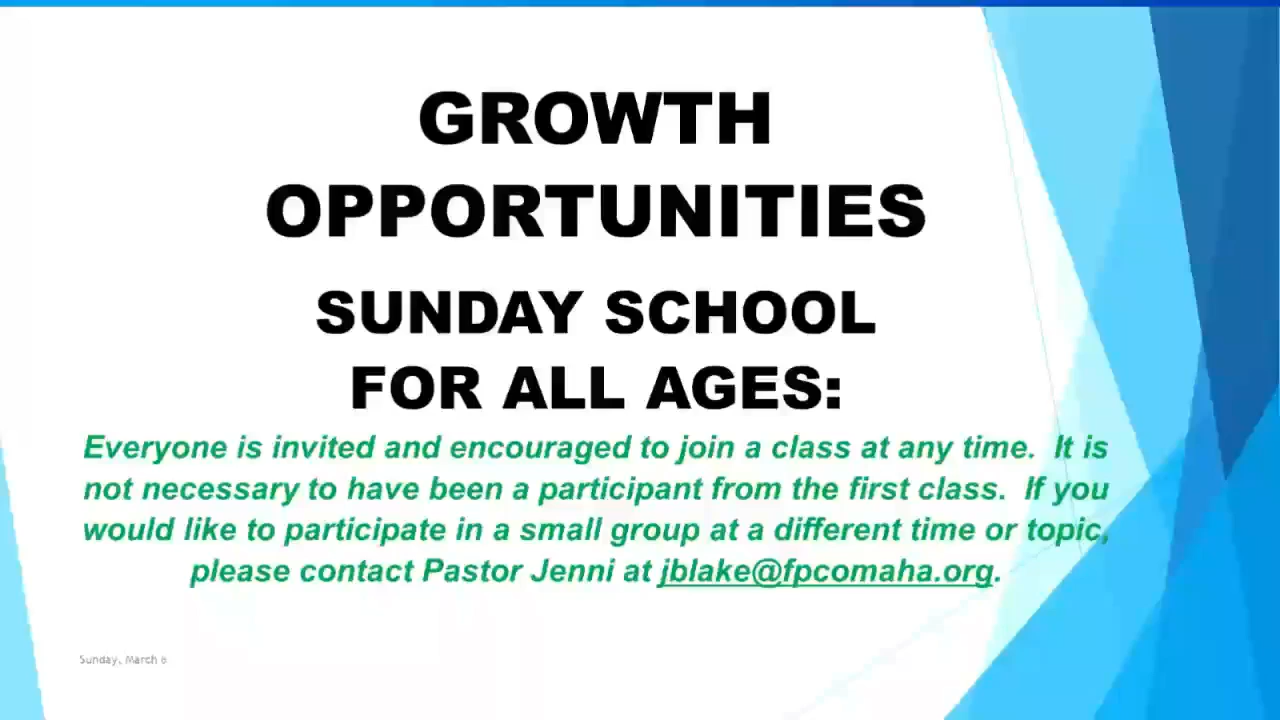 GROWTH
OPPORTUNITIES
SUNDAY SCHOOL
FOR ALL AGES:
Everyone is invited and encouraged to join a class at any time.  It is
not necessary to have been a participant from the first class.  If you
would like to participate in a small group at a different time or topic,
please contact Pastor Jenni at jblake@fpcomaha.org.
Sunday, March 6